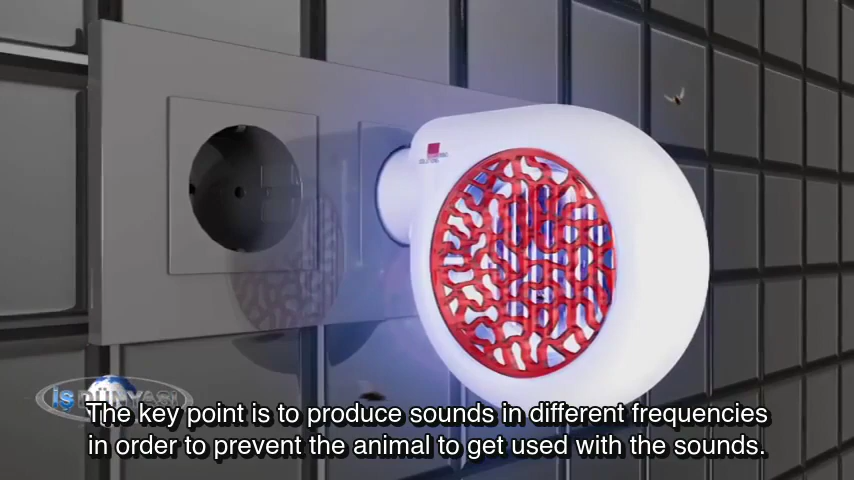 İŞ DÜNYASI
The key point is to produce sounds in different frequencies
in order to prevent the animal to get used with the sounds.